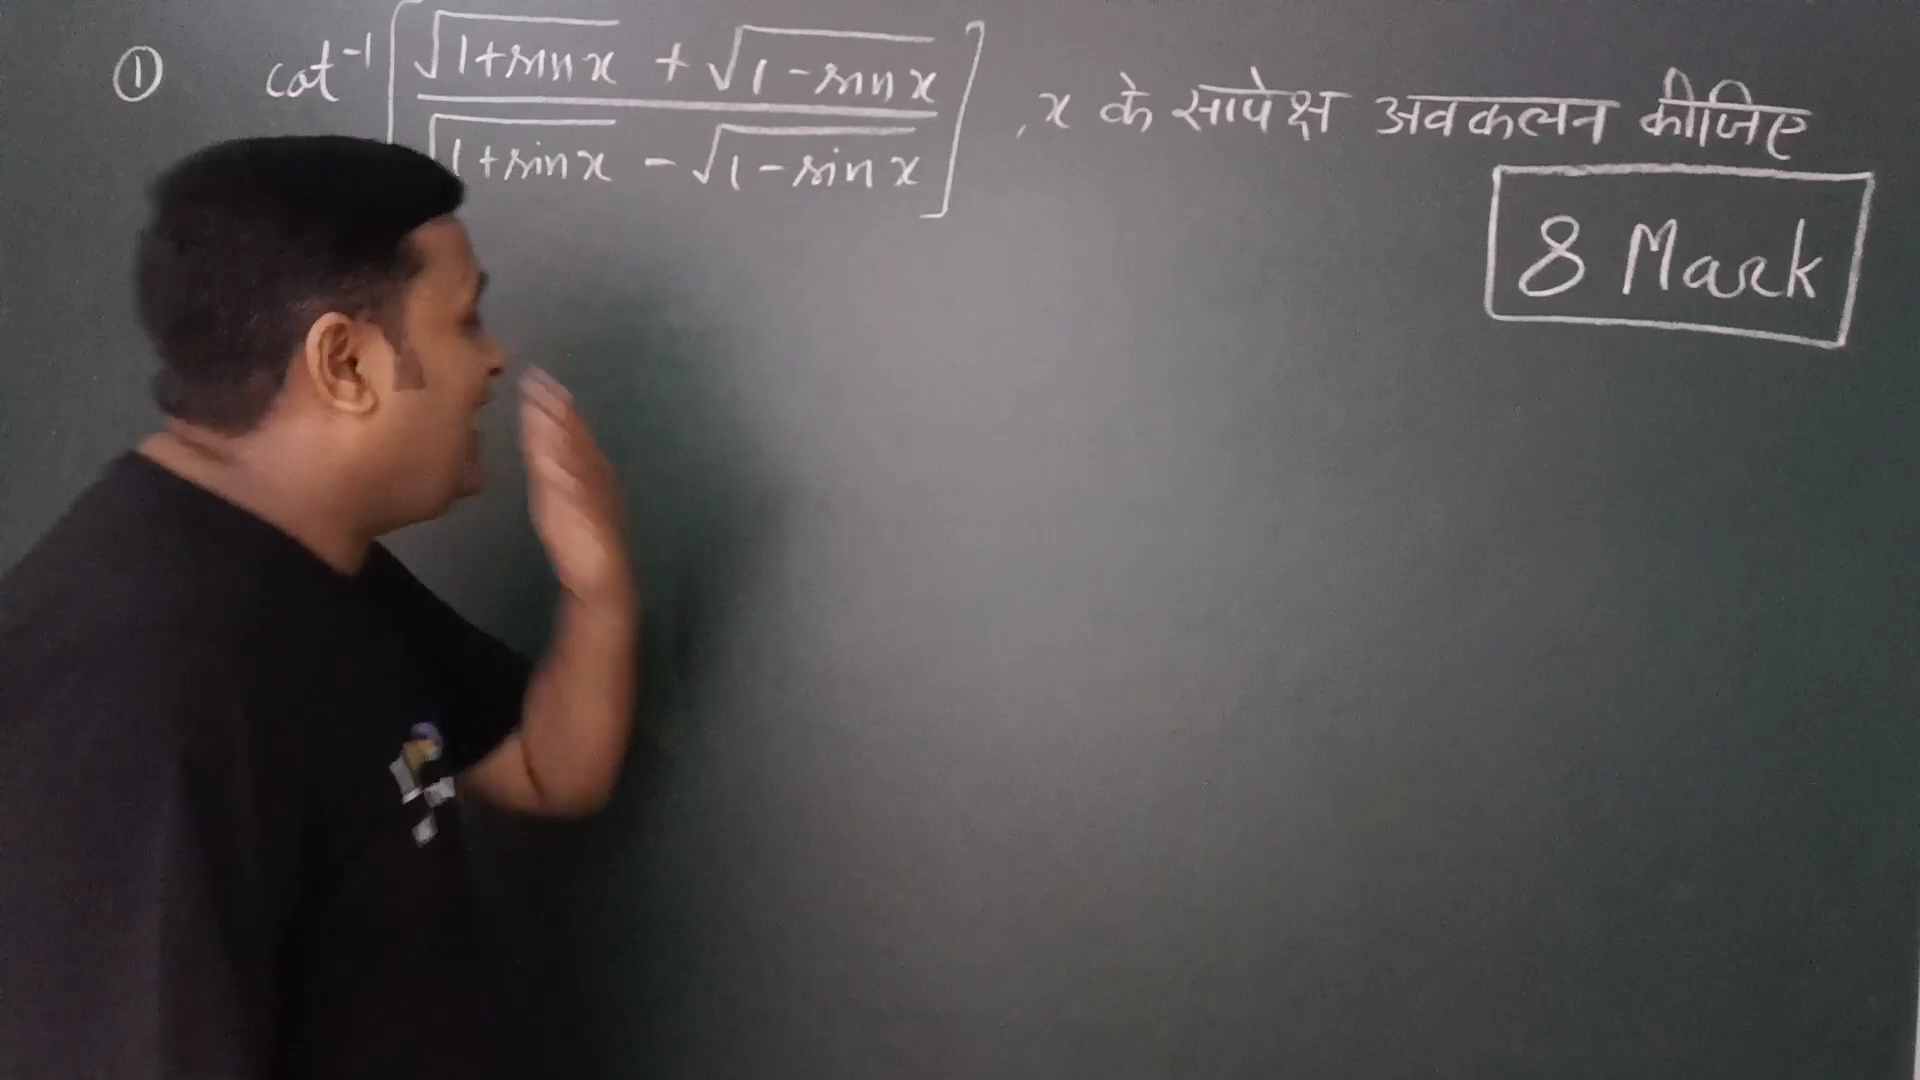 ① cot⁻¹ [ (√(1+sin x) + √(1-sin x)) / (√(1+sin x) - √(1-sin x)) ] , x के सापेक्ष अवकलन कीजिए
8 Mark